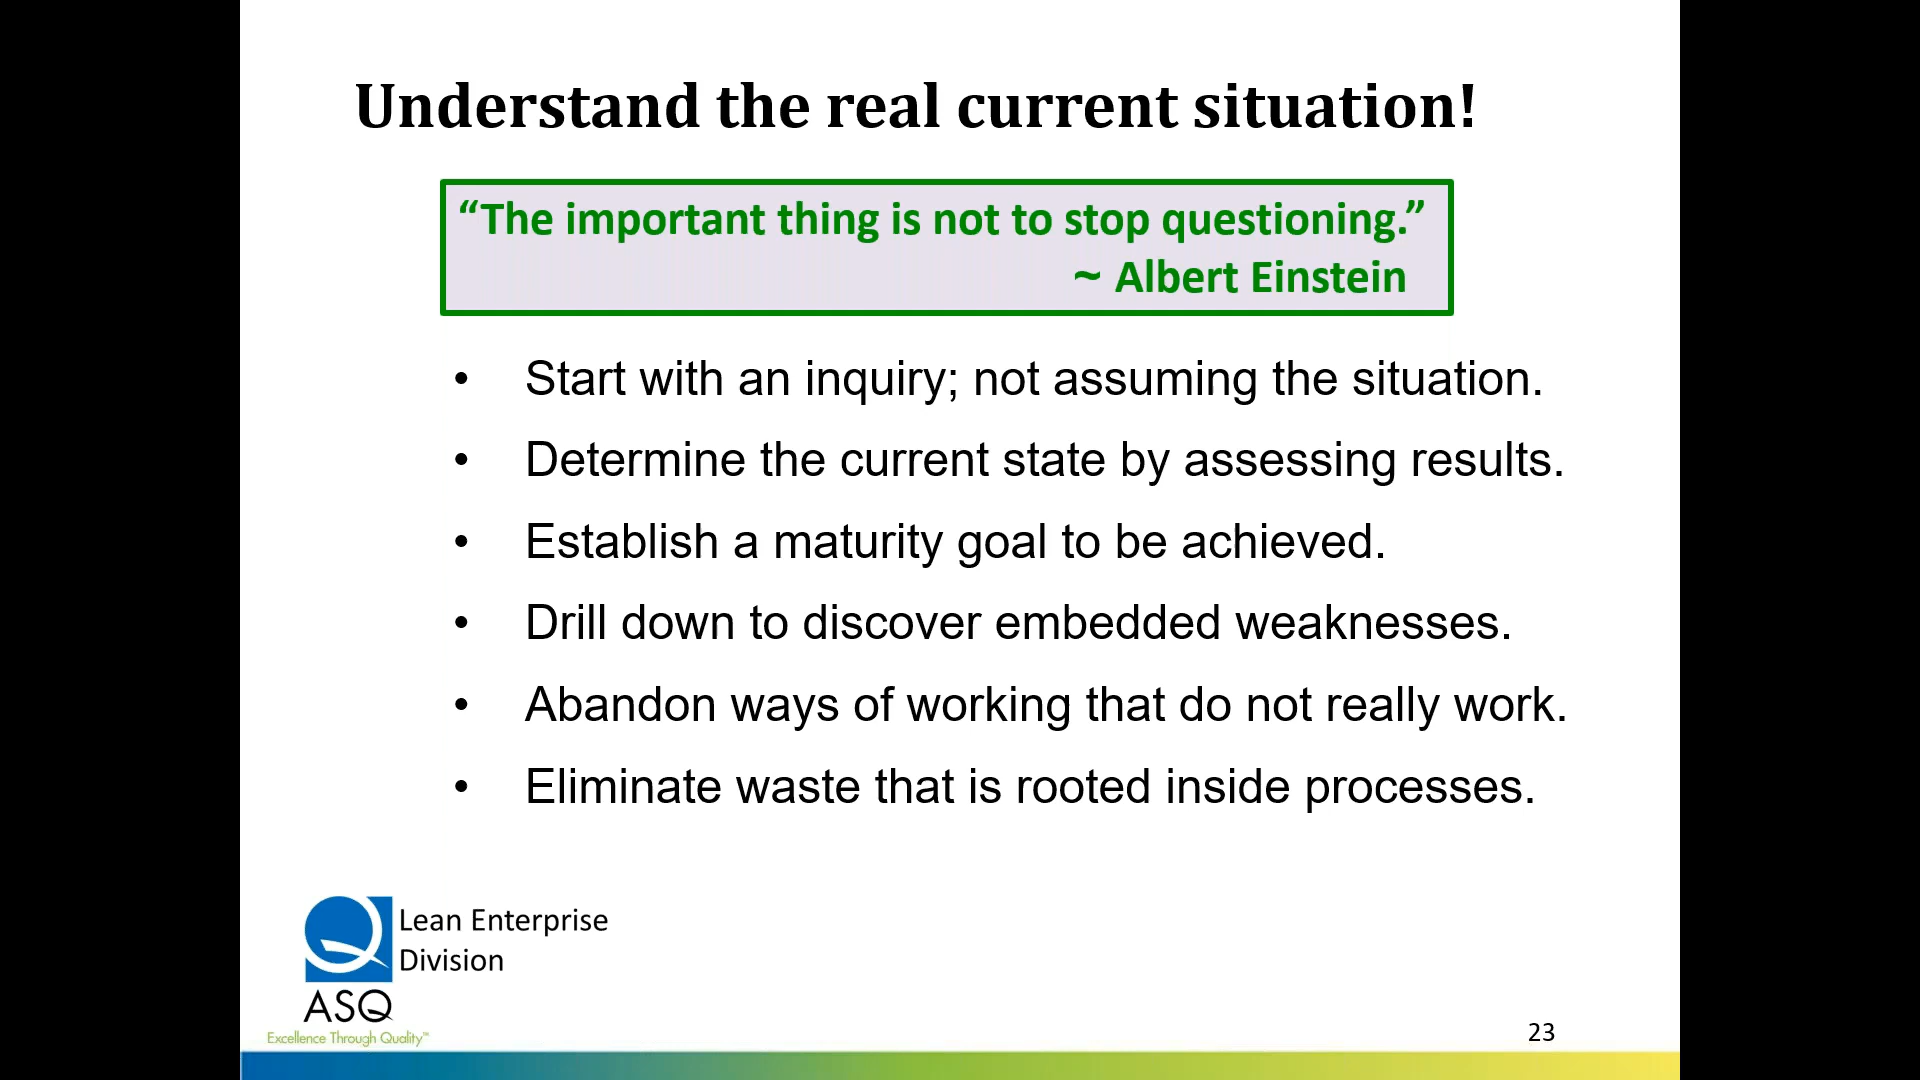 Understand the real current situation!
“The important thing is not to stop questioning.”
~ Albert Einstein
• Start with an inquiry; not assuming the situation.
• Determine the current state by assessing results.
• Establish a maturity goal to be achieved.
• Drill down to discover embedded weaknesses.
• Abandon ways of working that do not really work.
• Eliminate waste that is rooted inside processes.
Lean Enterprise
Division
ASQ
Excellence Through Quality™
23